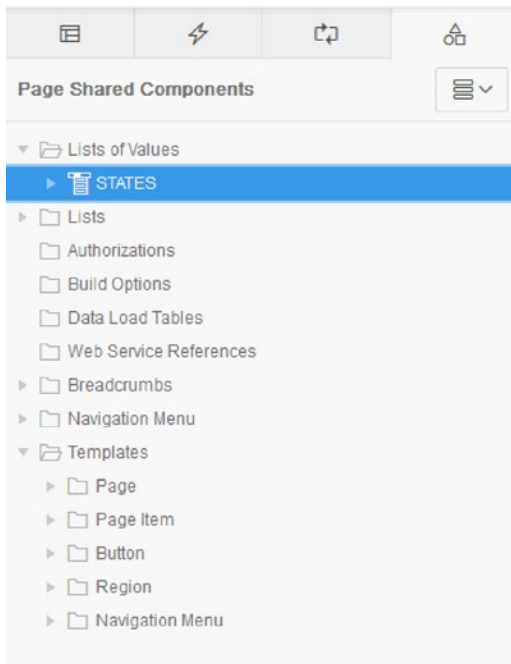 Page Shared Components
Lists of Values
STATES
Lists
Authorizations
Build Options
Data Load Tables
Web Service References
Breadcrumbs
Navigation Menu
Templates
Page
Page Item
Button
Region
Navigation Menu